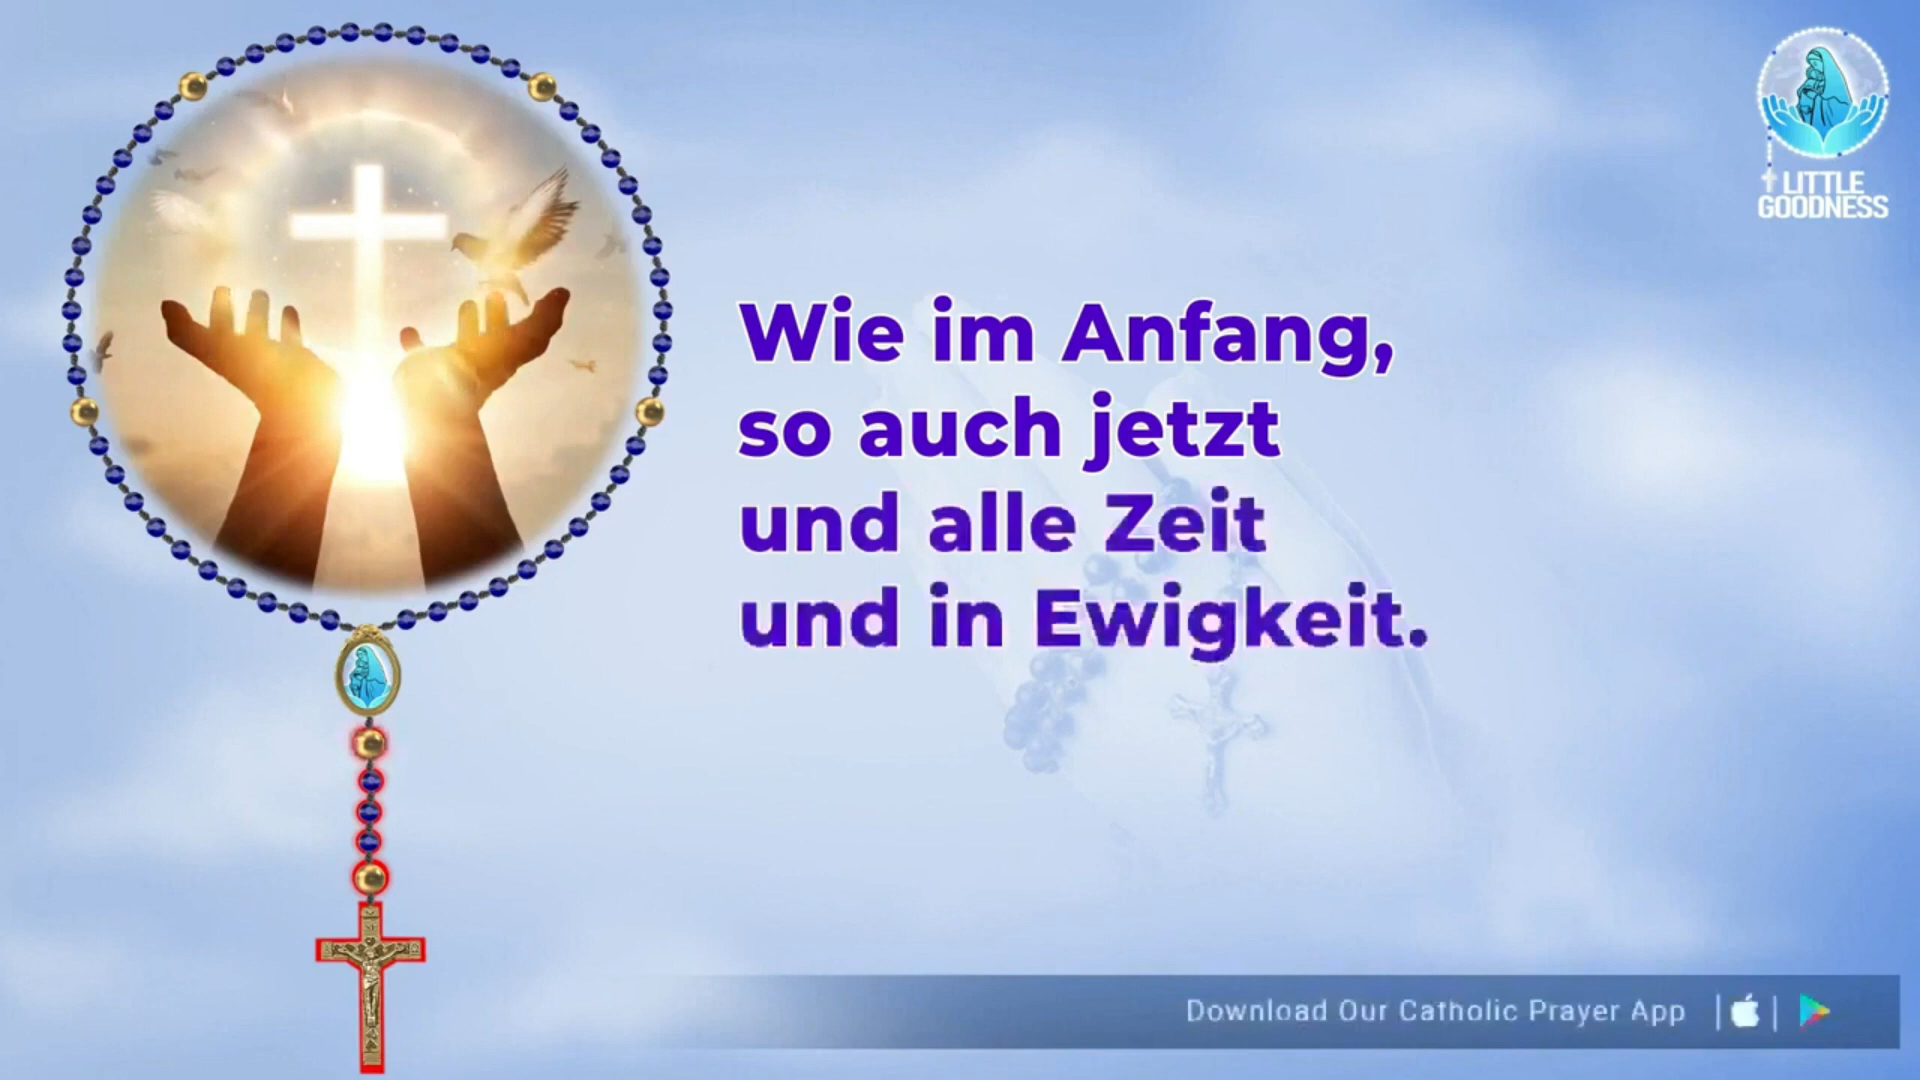 LITTLE
GOODNESS
Wie im Anfang,
so auch jetzt
und alle Zeit
und in Ewigkeit.
Download Our Catholic Prayer App